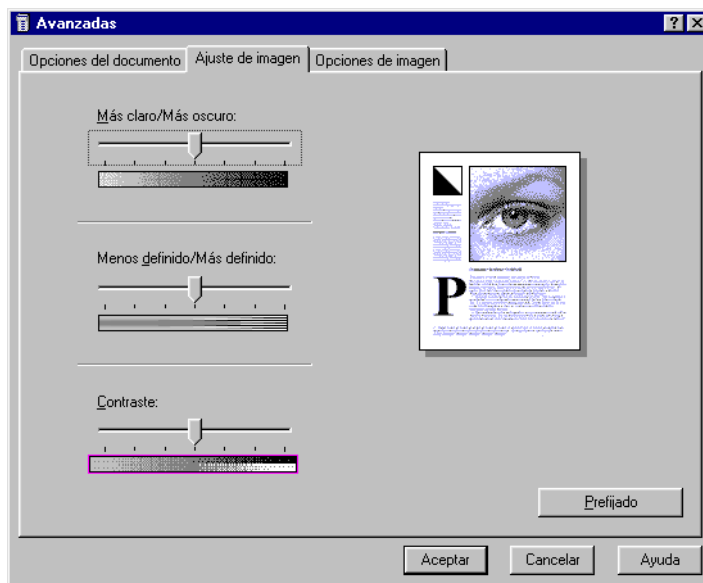 Avanzadas
Opciones del documento Ajuste de imagen Opciones de imagen
Más claro/Más oscuro:
Menos definido/Más definido:
Contraste:
P
Prefijado
Aceptar Cancelar Ayuda